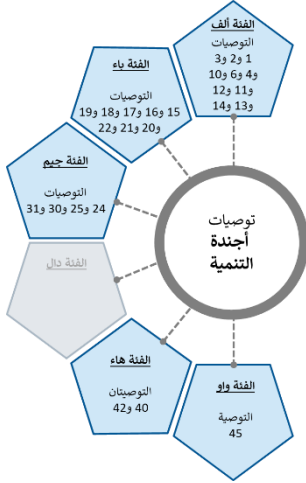 الفئة ألف
التوصيات
1 و2 و3
و4 و6 و10
و11 و12
و13 و14
الفئة باء
التوصيات
15 و16 و17 و18 و19
و20 و21 و22
الفئة جيم
التوصيات
24 و25 و30 و31
الفئة دال
الفئة هاء
التوصيتان
40 و42
الفئة واو
التوصية
45
توصيات
أجندة
التنمية